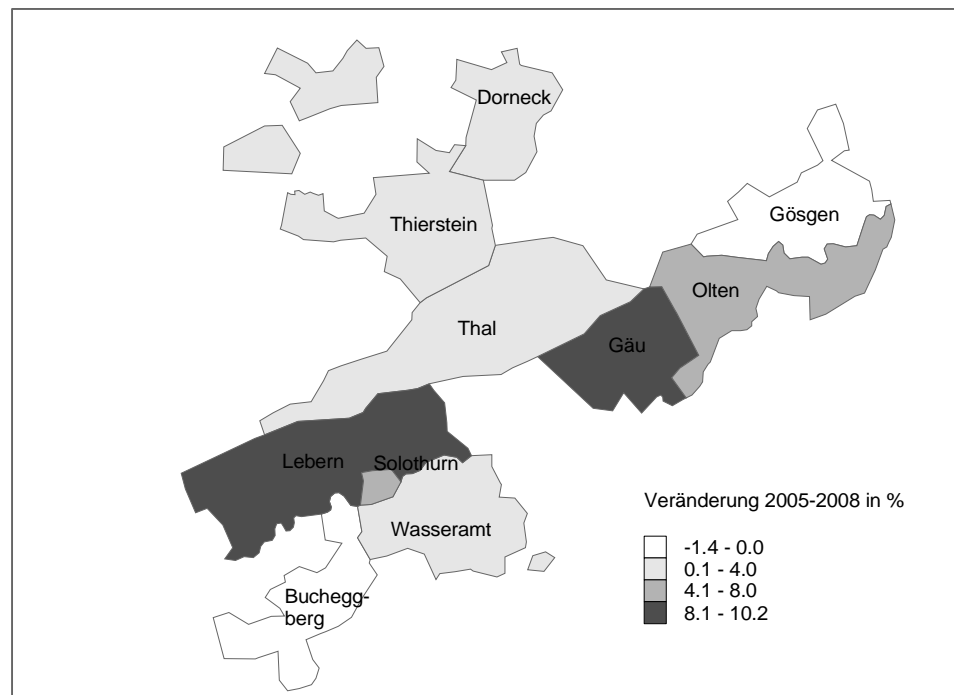 Dorneck
Gösgen
Thierstein
Olten
Thal
Gäu
Lebern
Solothurn
Wasseramt
Buchegg-
berg
Veränderung 2005-2008 in %
-1.4 - 0.0
0.1 - 4.0
4.1 - 8.0
8.1 - 10.2